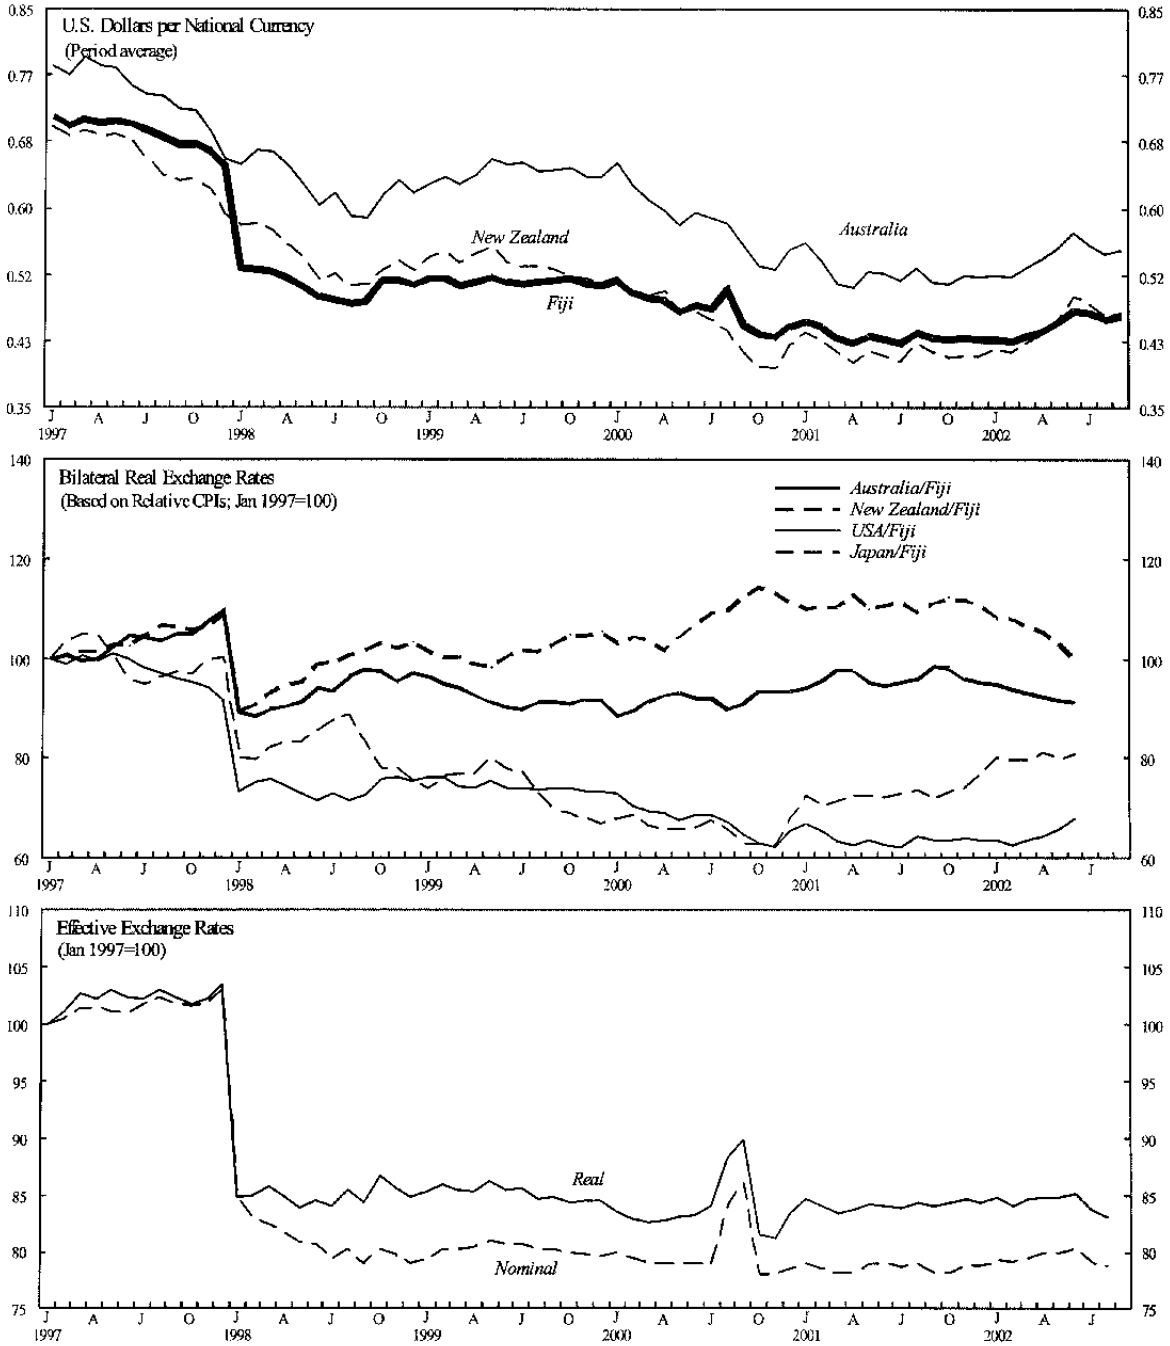 0.85 0.85
U.S. Dollars per National Currency
(Period average)
0.77 0.77
0.68 0.68
0.60 0.60
Australia
New Zealand
0.52 0.52
Fiji
0.43 0.43
0.35 0.35
J A J O J A J O J A J O J A J O J A J O J A J
1997 1998 1999 2000 2001 2002
140 140
Bilateral Real Exchange Rates
(Based on Relative CPIs; Jan 1997=100)
Australia/Fiji
New Zealand/Fiji
USA/Fiji
Japan/Fiji
120 120
100 100
80 80
60 60
J A J O J A J O J A J O J A J O J A J O J A J
1997 1998 1999 2000 2001 2002
110 110
Effective Exchange Rates
(Jan 1997=100)
105 105
100 100
95 95
90 90
Real
85 85
80 80
Nominal
75 75
J A J O J A J O J A J O J A J O J A J O J A J
1997 1998 1999 2000 2001 2002